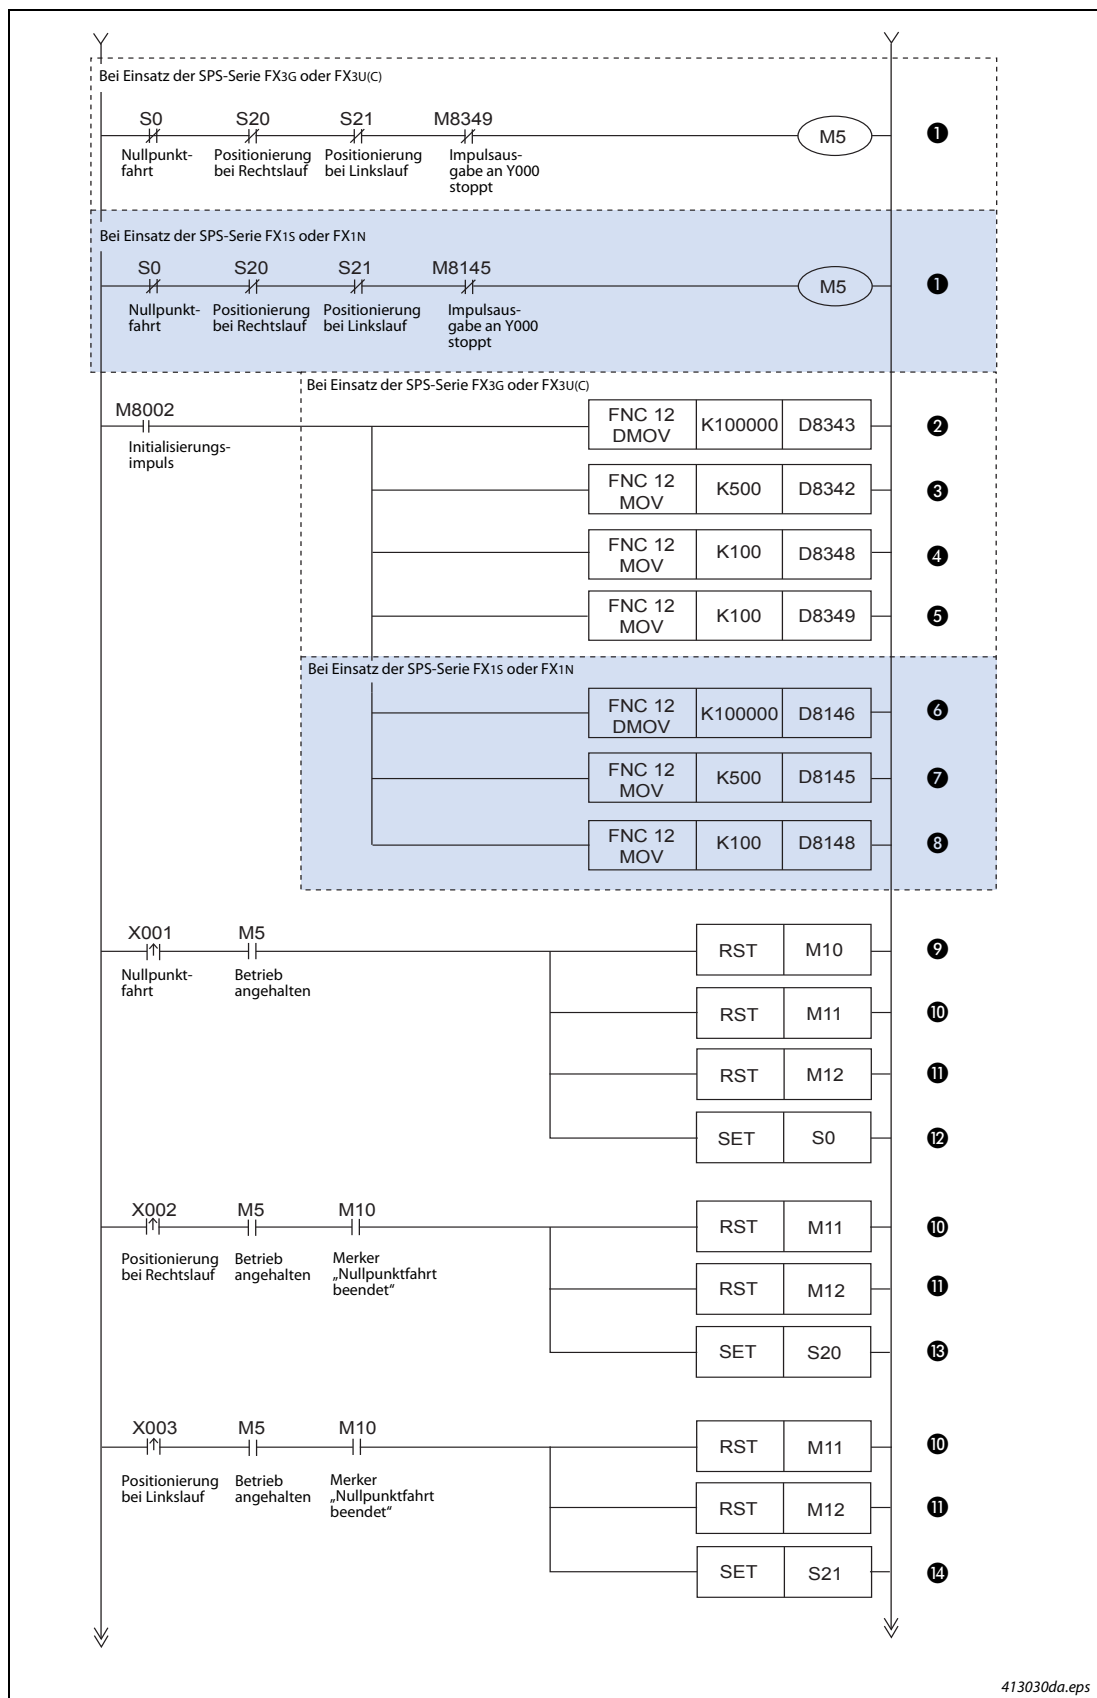 Bei Einsatz der SPS-Serie FX3G oder FX3U(C)
S0 S20 S21 M8349
M5 ❶
Nullpunkt- Positionierung Positionierung Impulsaus-
fahrt bei Rechtslauf bei Linkslauf gabe an Y000
stoppt
Bei Einsatz der SPS-Serie FX1S oder FX1N
S0 S20 S21 M8145
M5 ❶
Nullpunkt- Positionierung Positionierung Impulsaus-
fahrt bei Rechtslauf bei Linkslauf gabe an Y000
stoppt
Bei Einsatz der SPS-Serie FX3G oder FX3U(C)
M8002
Initialisierungs-
impuls
FNC 12
DMOV K100000 D8343 ❷
FNC 12
MOV K500 D8342 ❸
FNC 12
MOV K100 D8348 ❹
FNC 12
MOV K100 D8349 ❺
Bei Einsatz der SPS-Serie FX1S oder FX1N
FNC 12
DMOV K100000 D8146 ❻
FNC 12
MOV K500 D8145 ❼
FNC 12
MOV K100 D8148 ❽
X001 M5
RST M10 ❾
Nullpunkt- Betrieb
fahrt angehalten
RST M11 ❿
RST M12 ⓫
SET S0 ⓬
X002 M5 M10
RST M11 ❿
Positionierung Betrieb Merker
bei Rechtslauf angehalten „Nullpunktfahrt
beendet“
RST M12 ⓫
SET S20 ⓭
X003 M5 M10
RST M11 ❿
Positionierung Betrieb Merker
bei Linkslauf angehalten „Nullpunktfahrt
beendet“
RST M12 ⓫
SET S21 ⓮
413030da.eps